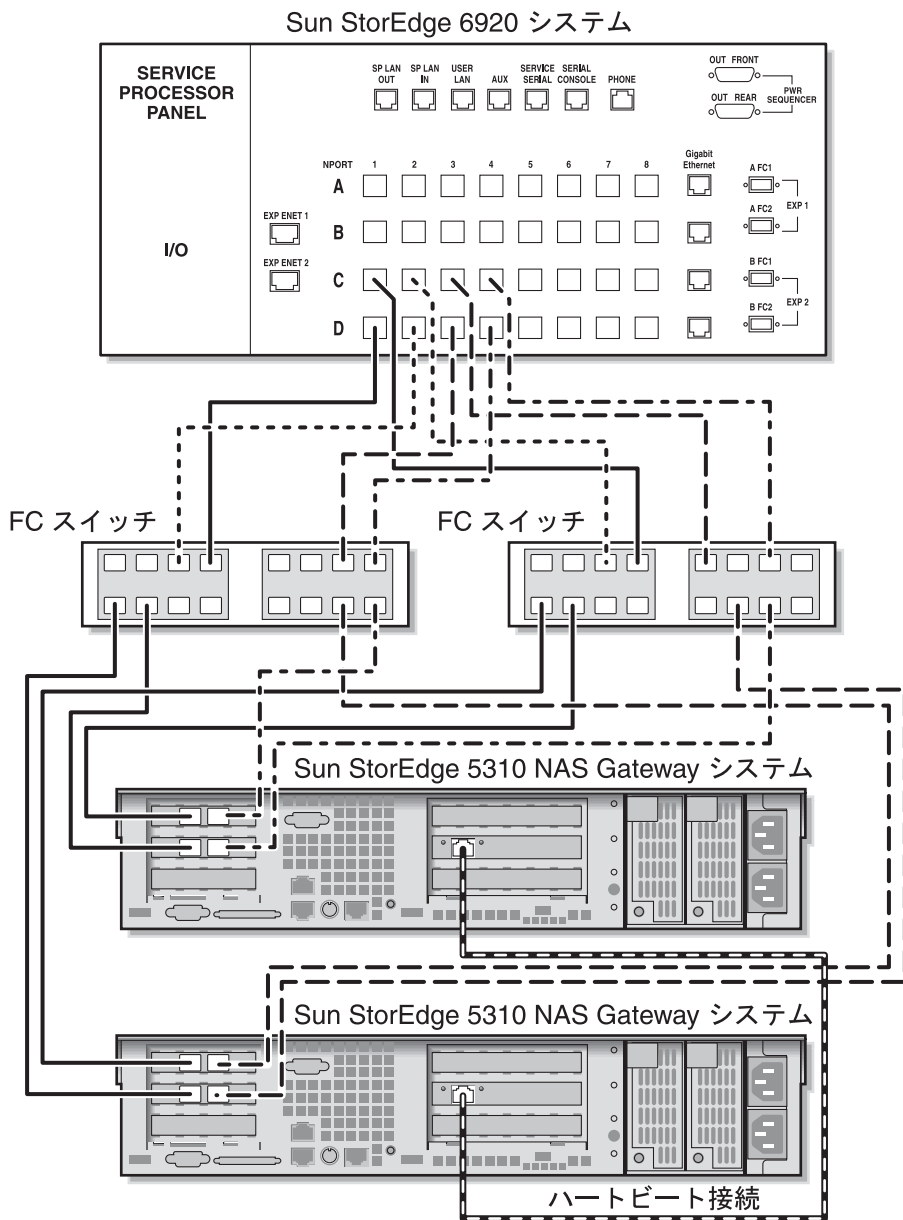 Sun StorEdge 6920 システム
SERVICE
PROCESSOR
PANEL
I/O
SP LAN
OUT
SP LAN
IN
USER
LAN
AUX
SERVICE
SERIAL
SERIAL
CONSOLE
PHONE
OUT FRONT
OUT REAR
PWR
SEQUENCER
NPORT 1 2 3 4 5 6 7 8
Gigabit
Ethernet
A
B
C
D
EXP ENET 1
EXP ENET 2
A FC1
A FC2
EXP 1
B FC1
B FC2
EXP 2
FC スイッチ
FC スイッチ
Sun StorEdge 5310 NAS Gateway システム
Sun StorEdge 5310 NAS Gateway システム
ハートビート接続